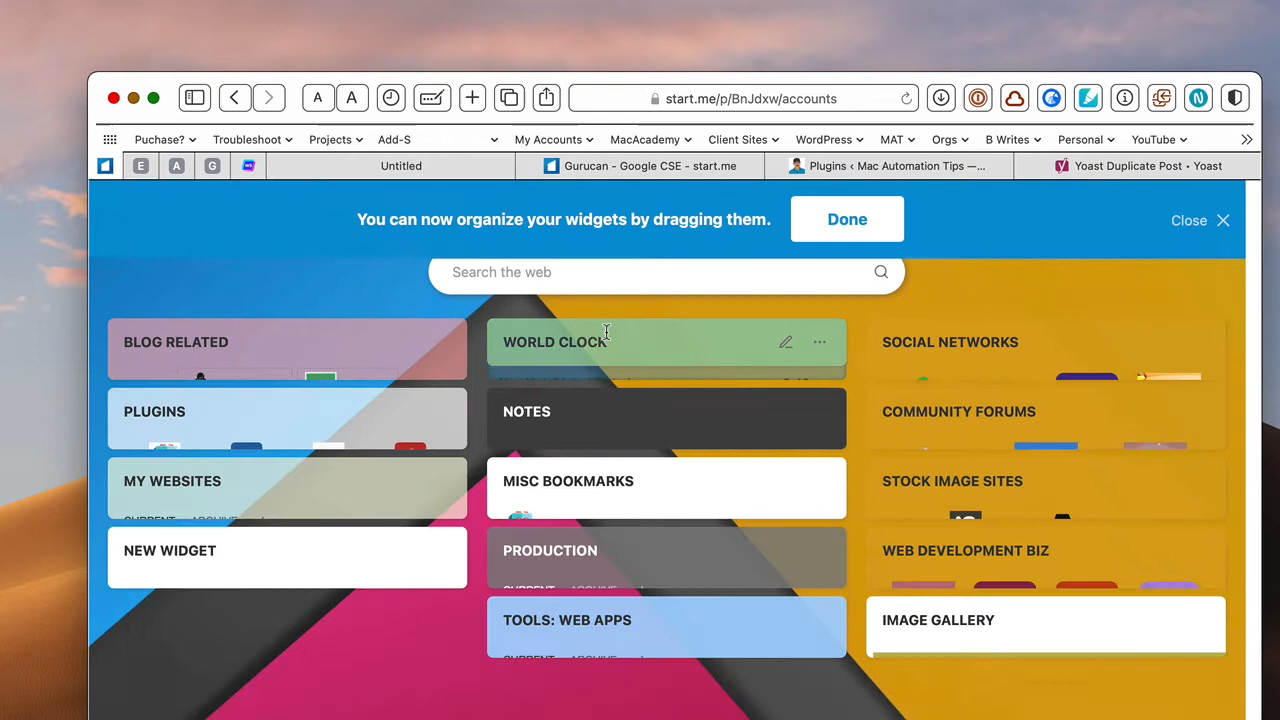 A A
start.me/p/BnJdxw/accounts
Puchase? Troubleshoot Projects Add-S My Accounts MacAcademy Client Sites WordPress MAT Orgs B Writes Personal YouTube
E A G Untitled Gurucan - Google CSE - start.me Plugins < Mac Automation Tips —... Yoast Duplicate Post • Yoast
You can now organize your widgets by dragging them. Done Close
Search the web
BLOG RELATED WORLD CLOCK SOCIAL NETWORKS
PLUGINS NOTES COMMUNITY FORUMS
MY WEBSITES MISC BOOKMARKS STOCK IMAGE SITES
NEW WIDGET PRODUCTION WEB DEVELOPMENT BIZ
TOOLS: WEB APPS IMAGE GALLERY